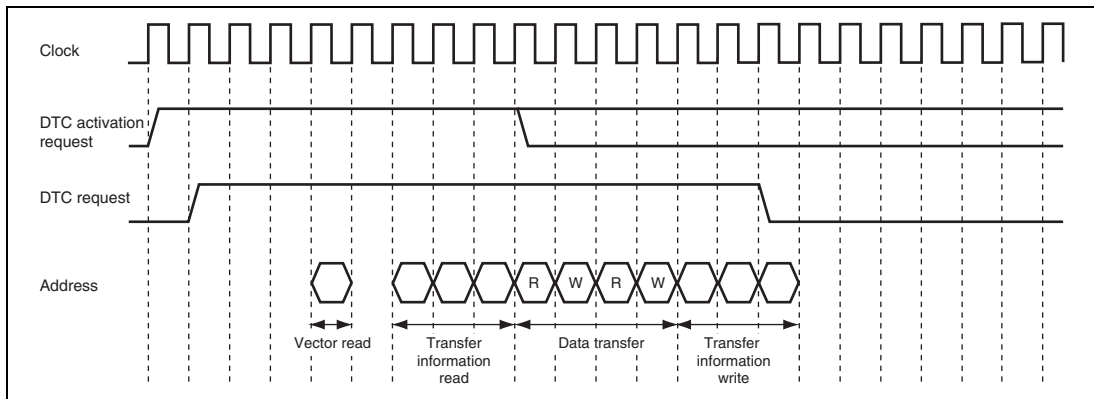 Clock
DTC activation
request
DTC request
Address
R W R W
Vector read
Transfer
information
read
Data transfer
Transfer
information
write